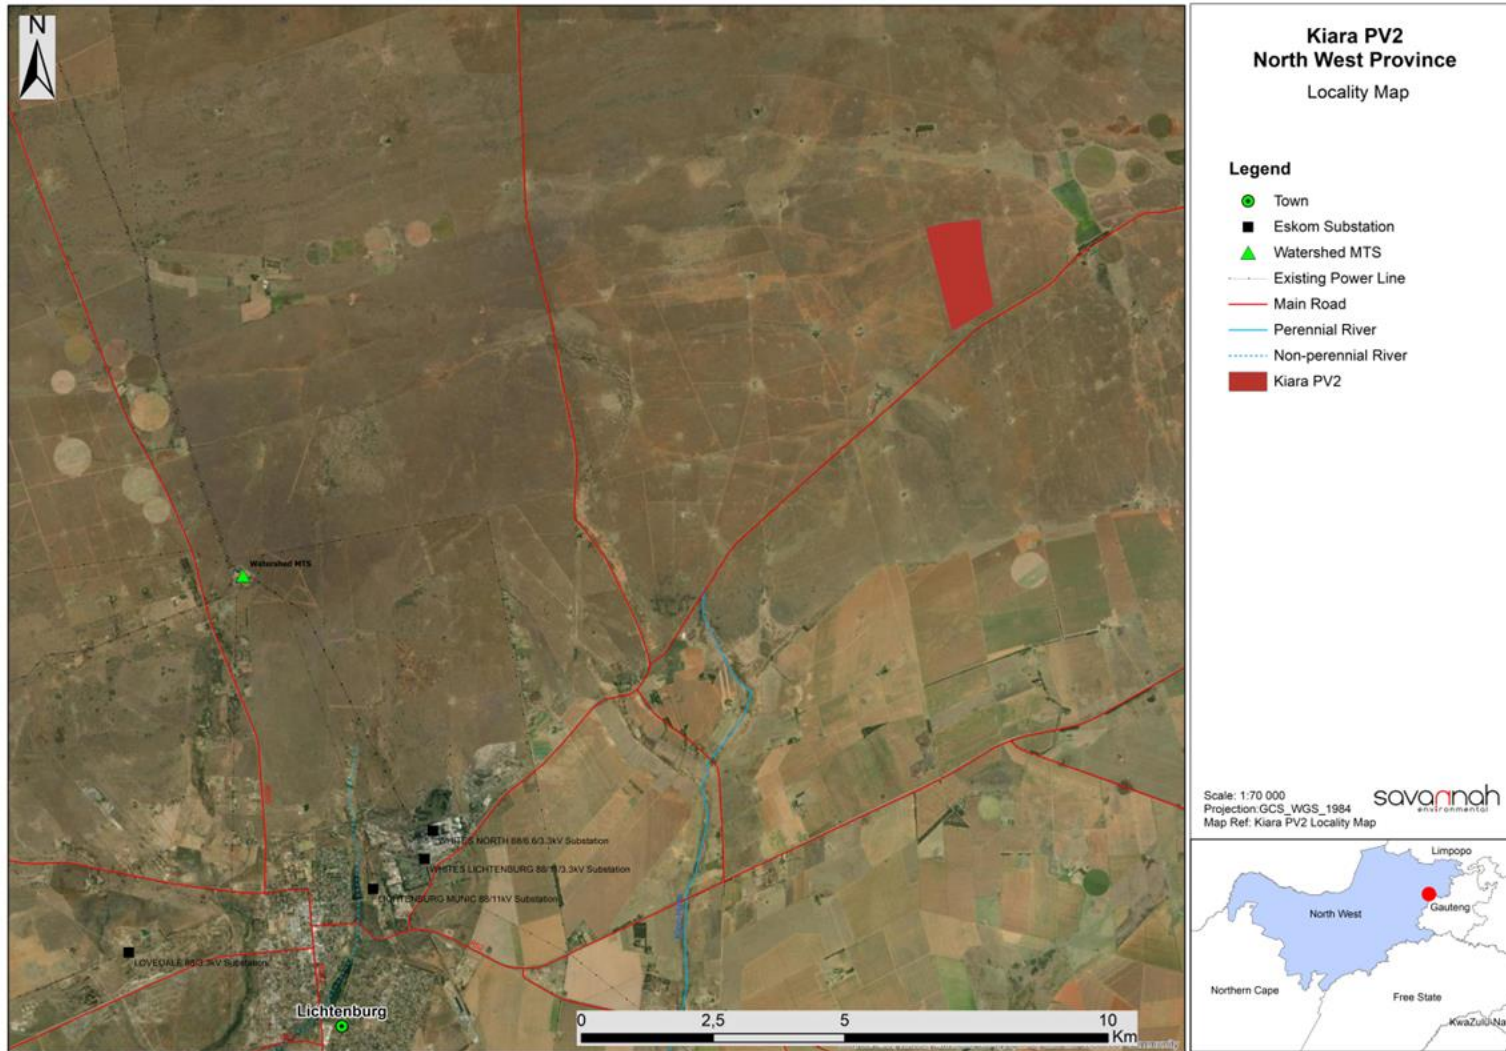 N
Watershed MTS
WHITES NORTH 88/6.6/3.3kV Substation
WHITES LICHTENBURG 88/11/3.3kV Substation
LICHTENBURG MUNIC 88/11kV Substation
LOVEDALE 88/3.3kV Substation
Lichtenburg
0 2,5 5 10
Km
Kiara PV2
North West Province
Locality Map
Legend
Town
Eskom Substation
Watershed MTS
Existing Power Line
Main Road
Perennial River
Non-perennial River
Kiara PV2
Scale: 1:70 000
Projection:GCS_WGS_1984
Map Ref: Kiara PV2 Locality Map
savannah
environmental
Limpopo
North West
Gauteng
Northern Cape
Free State
KwaZulu-Na